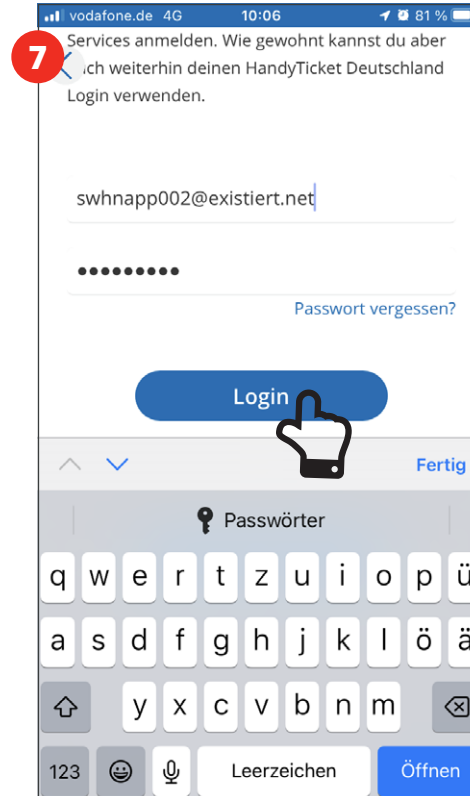 vodafone.de 4G 10:06 81 %
7
Services anmelden. Wie gewohnt kannst du aber
weiterhin deinen HandyTicket Deutschland
Login verwenden.
swhnapp002@existiert.net
•••••••••
Passwort vergessen?
Login
Fertig
Passwörter
q w e r t z u i o p ü
a s d f g h j k l ö ä
y x c v b n m
123 Leerzeichen Öffnen